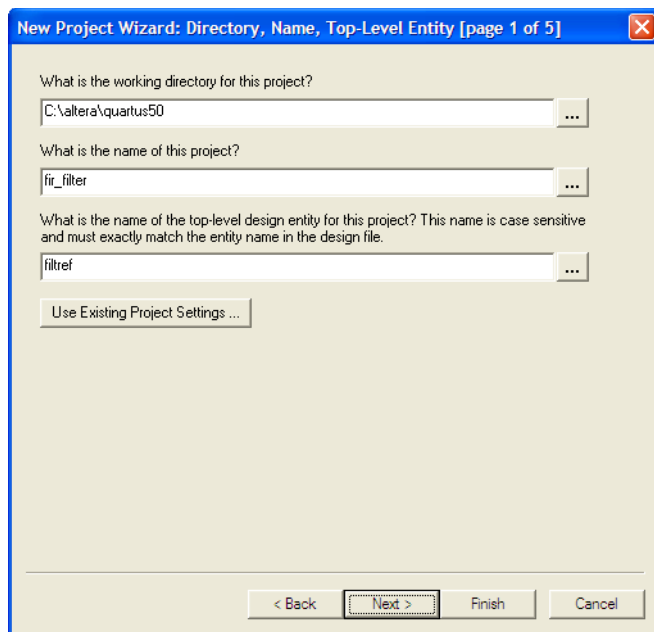 New Project Wizard: Directory, Name, Top-Level Entity [page 1 of 5]
What is the working directory for this project?
C:\altera\quartus50
...
What is the name of this project?
fir_filter
...
What is the name of the top-level design entity for this project? This name is case sensitive
and must exactly match the entity name in the design file.
filtref
...
Use Existing Project Settings ...
< Back Next > Finish Cancel